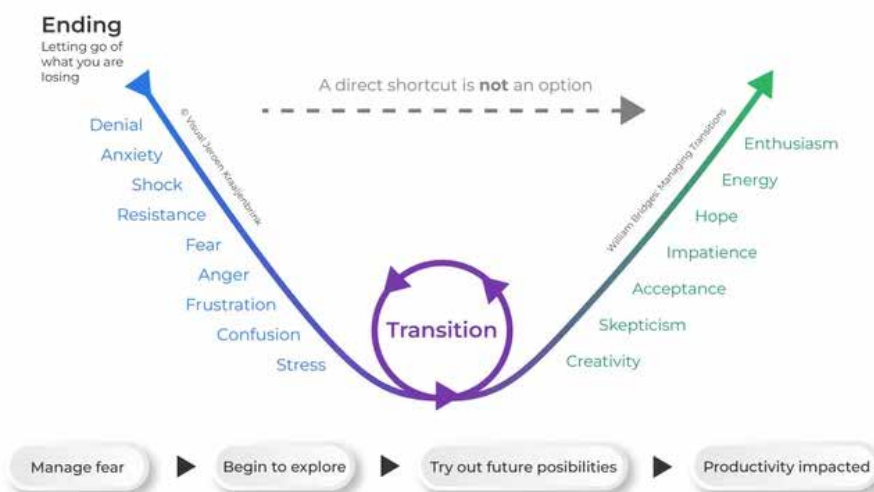 Ending
Letting go of
what you are
losing
A direct shortcut is not an option
© Visual Jeroen Kraaijenbrink
William Bridges: Managing Transitions
Denial
Anxiety
Shock
Resistance
Fear
Anger
Frustration
Confusion
Stress
Transition
Enthusiasm
Energy
Hope
Impatience
Acceptance
Skepticism
Creativity
Manage fear
Begin to explore
Try out future posibilities
Productivity impacted